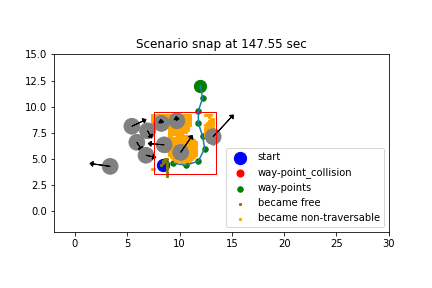 Scenario snap at 147.55 sec
15.0
12.5
10.0
7.5
5.0
2.5
0.0
0 5 10 15 20 25 30
start
way-point_collision
way-points
became free
became non-traversable